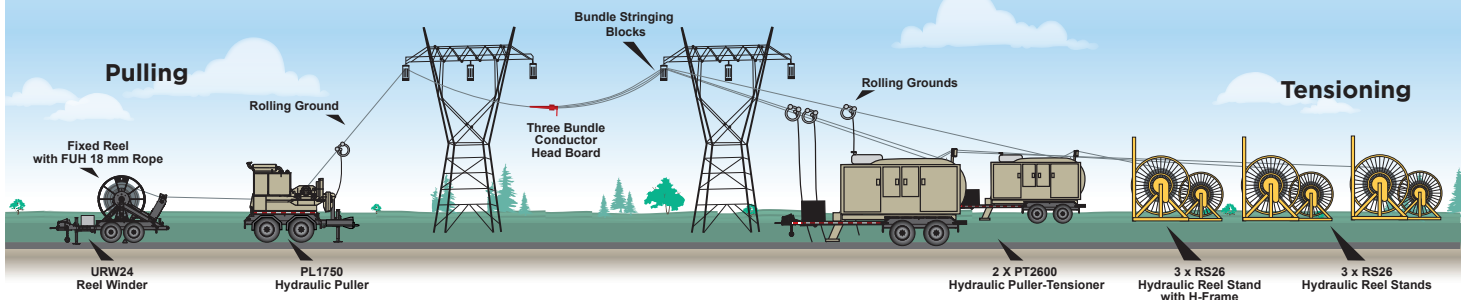 Bundle Stringing
Blocks
Pulling
Rolling Ground
Rolling Grounds
Tensioning
Three Bundle
Conductor
Head Board
Fixed Reel
with FUH 18 mm Rope
URW24
Reel Winder
PL1750
Hydraulic Puller
2 X PT2600
Hydraulic Puller-Tensioner
3 x RS26
Hydraulic Reel Stand
with H-Frame
3 x RS26
Hydraulic Reel Stands